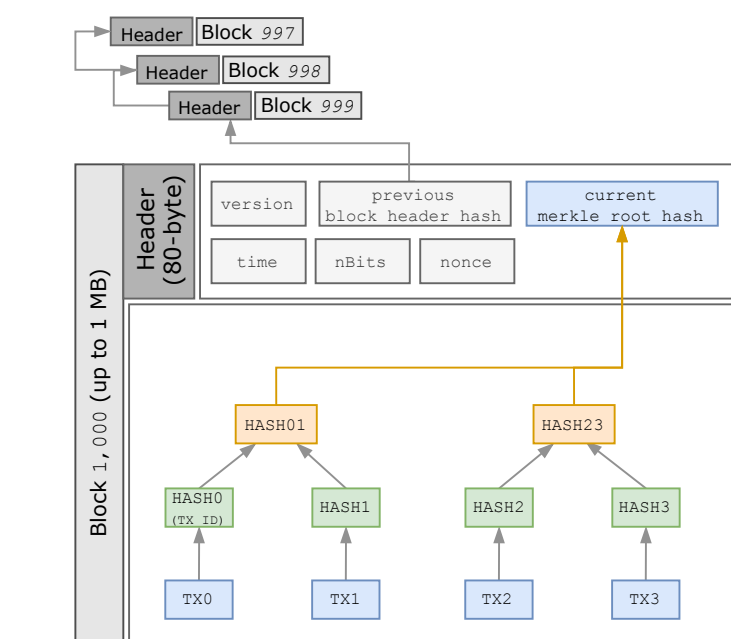 Header Block 997
Header Block 998
Header Block 999
Block 1,000 (up to 1 MB)
Header
(80-byte)
version
previous
block header hash
current
merkle root hash
time
nBits
nonce
HASH01
HASH23
HASH0
(TX ID)
HASH1
HASH2
HASH3
TX0
TX1
TX2
TX3